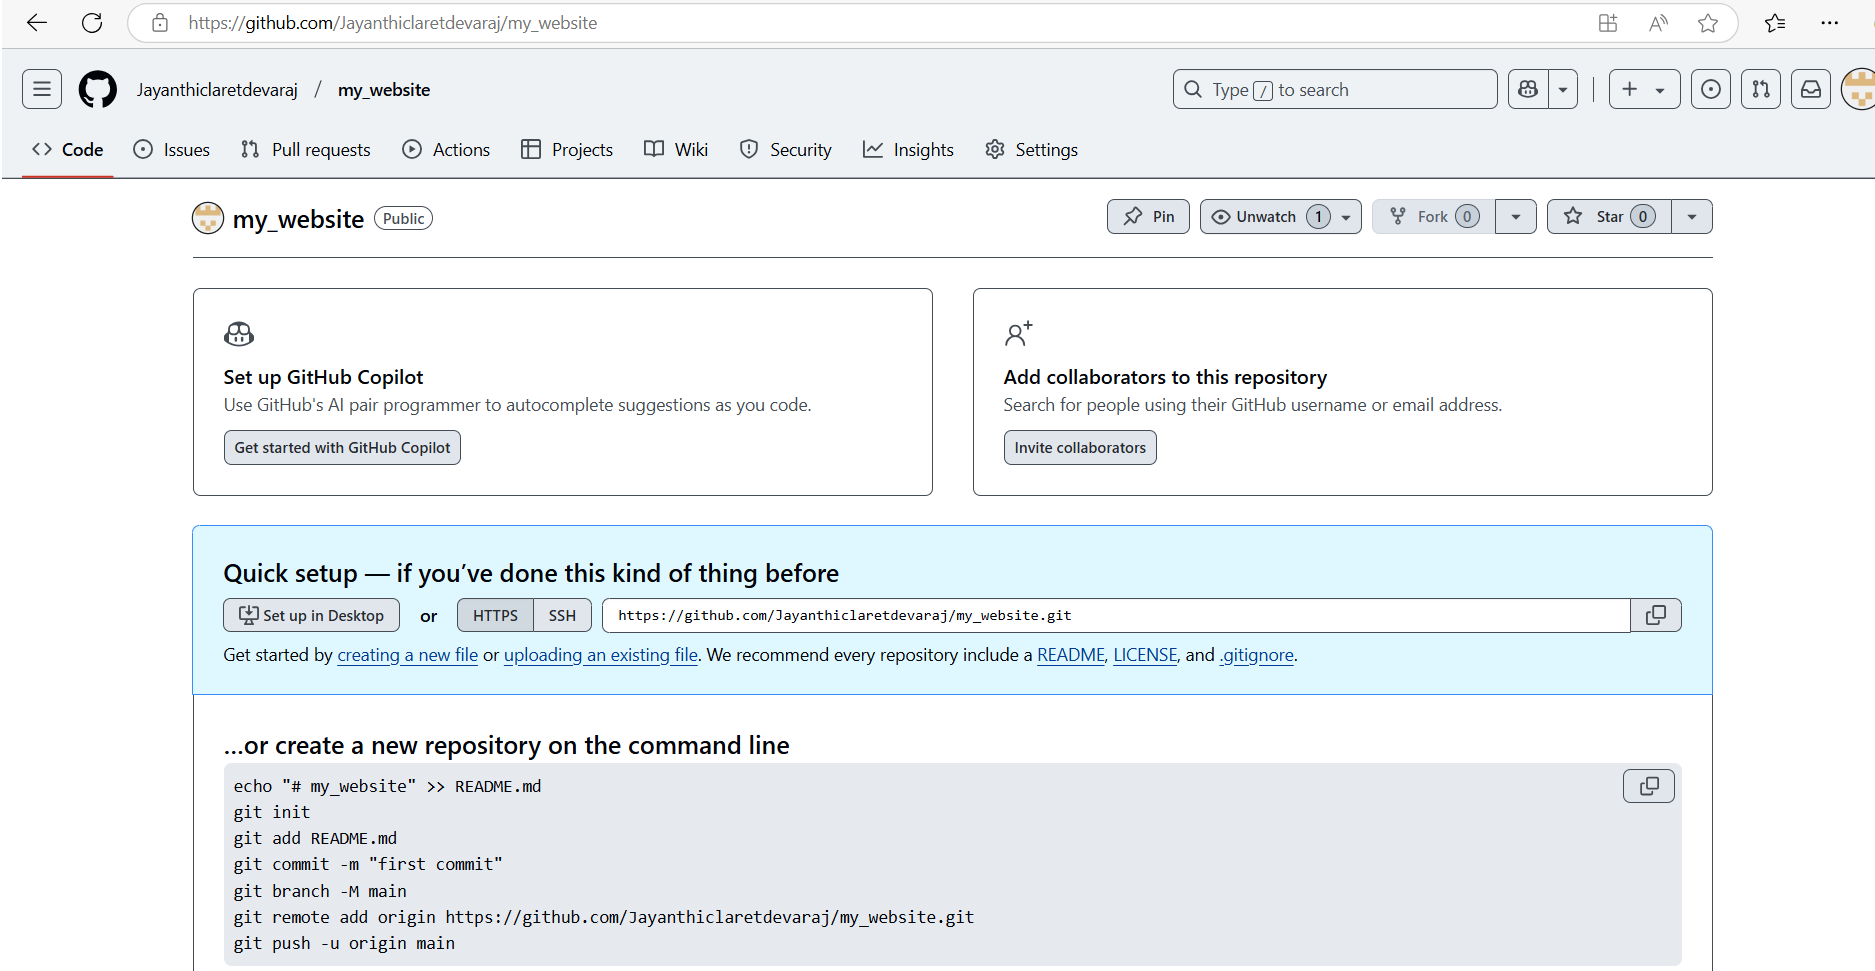 https://github.com/Jayanthiclaretdevaraj/my_website
Jayanthiclaretdevaraj / my_website
Type / to search
Code Issues Pull requests Actions Projects Wiki Security Insights Settings
my_website Public
Pin Unwatch 1 Fork 0 Star 0
Set up GitHub Copilot
Use GitHub's AI pair programmer to autocomplete suggestions as you code.
Get started with GitHub Copilot
Add collaborators to this repository
Search for people using their GitHub username or email address.
Invite collaborators
Quick setup — if you’ve done this kind of thing before
Set up in Desktop or HTTPS SSH https://github.com/Jayanthiclaretdevaraj/my_website.git
Get started by creating a new file or uploading an existing file. We recommend every repository include a README, LICENSE, and .gitignore.
…or create a new repository on the command line
echo "# my_website" >> README.md
git init
git add README.md
git commit -m "first commit"
git branch -M main
git remote add origin https://github.com/Jayanthiclaretdevaraj/my_website.git
git push -u origin main